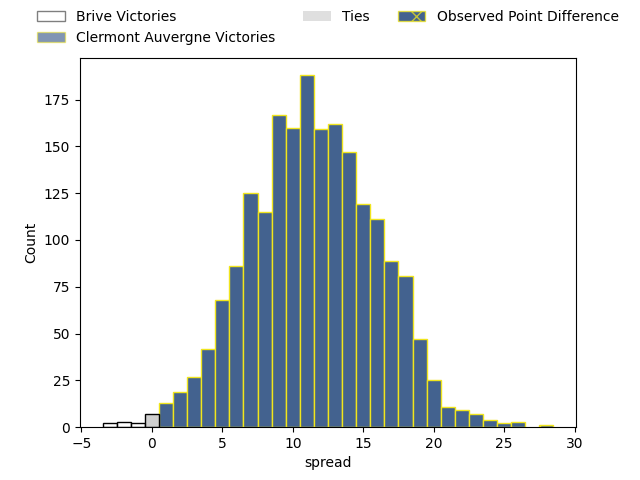 Brive Victories
Clermont Auvergne Victories
Ties
Observed Point Difference
Count
175
150
125
100
75
50
25
0
−5 0 5 10 15 20 25 30
spread